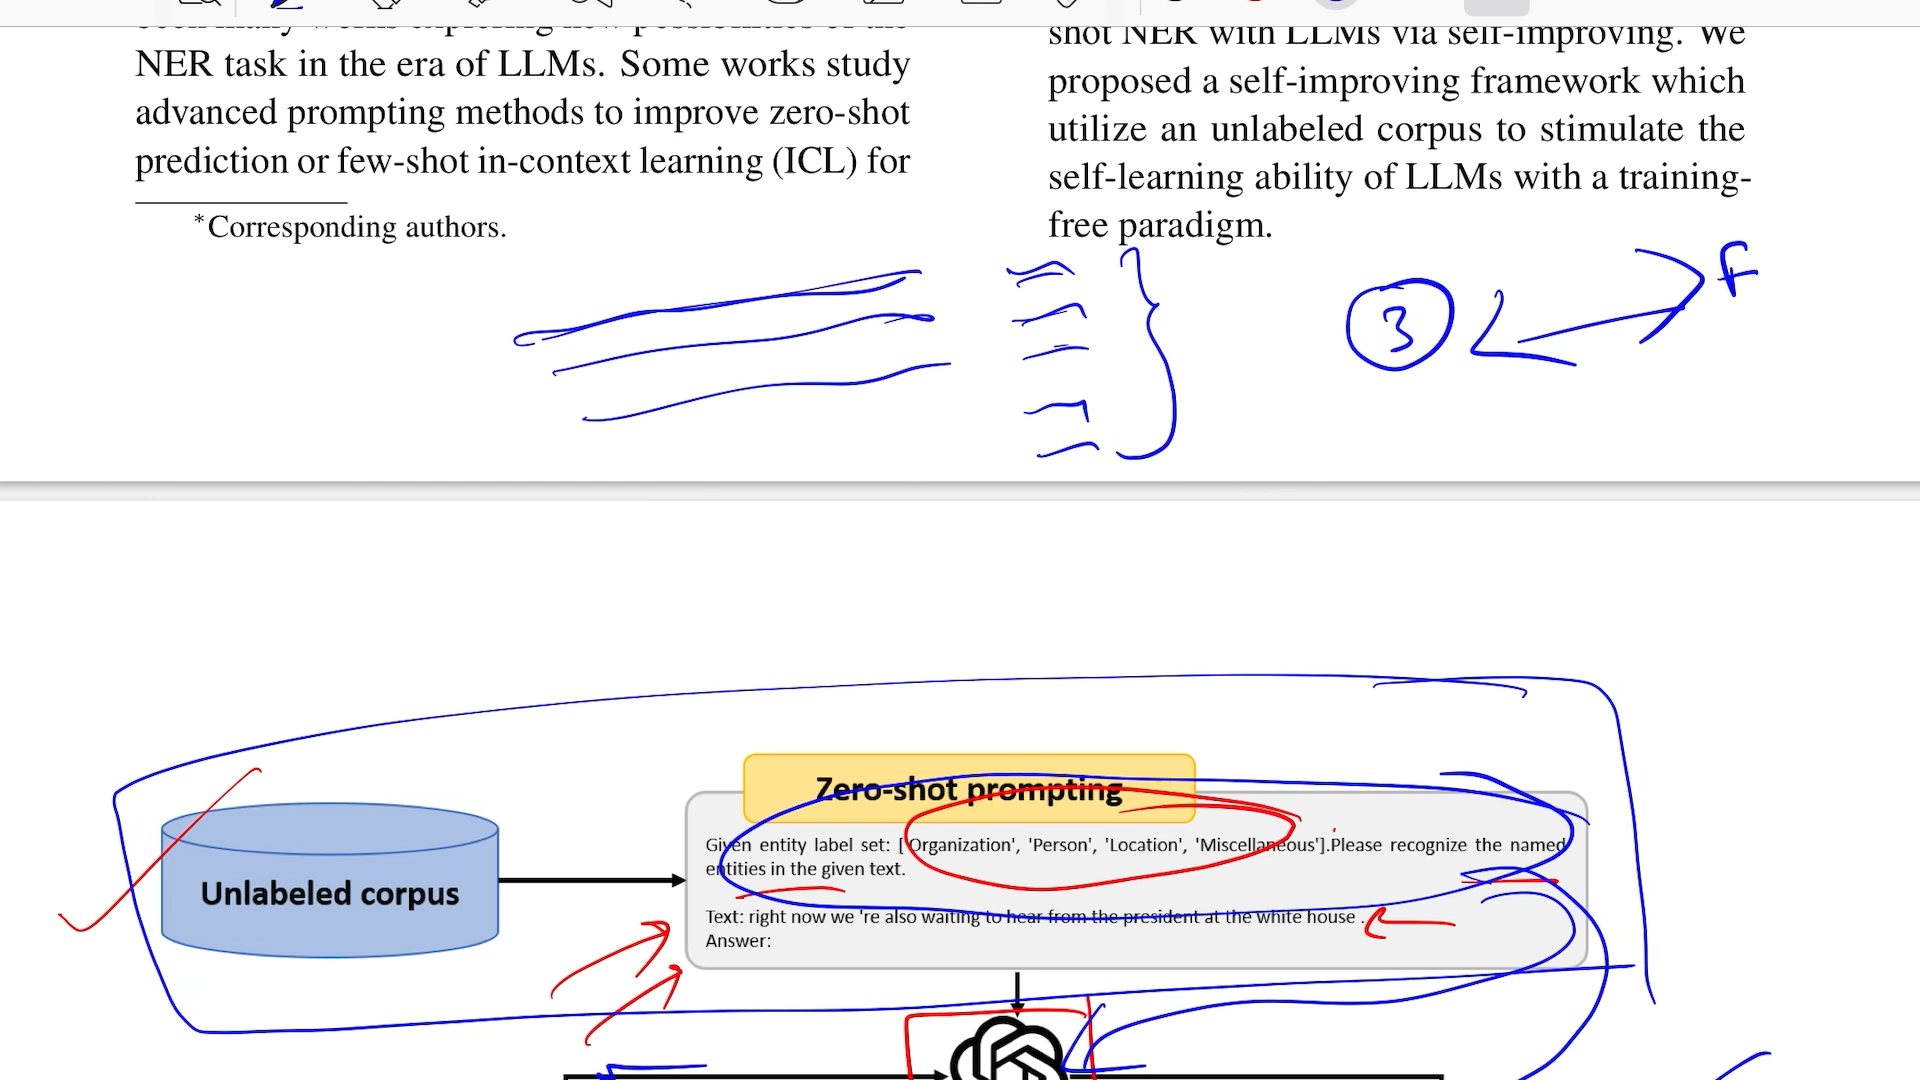 NER task in the era of LLMs. Some works study
advanced prompting methods to improve zero-shot
prediction or few-shot in-context learning (ICL) for
*Corresponding authors.
shot NER with LLMs via self-improving. We
proposed a self-improving framework which
utilize an unlabeled corpus to stimulate the
self-learning ability of LLMs with a training-
free paradigm.
3
F
Zero-shot prompting
Unlabeled corpus
Given entity label set: ['Organization', 'Person', 'Location', 'Miscellaneous'].Please recognize the named
entities in the given text.
Text: right now we 're also waiting to hear from the president at the white house .
Answer: